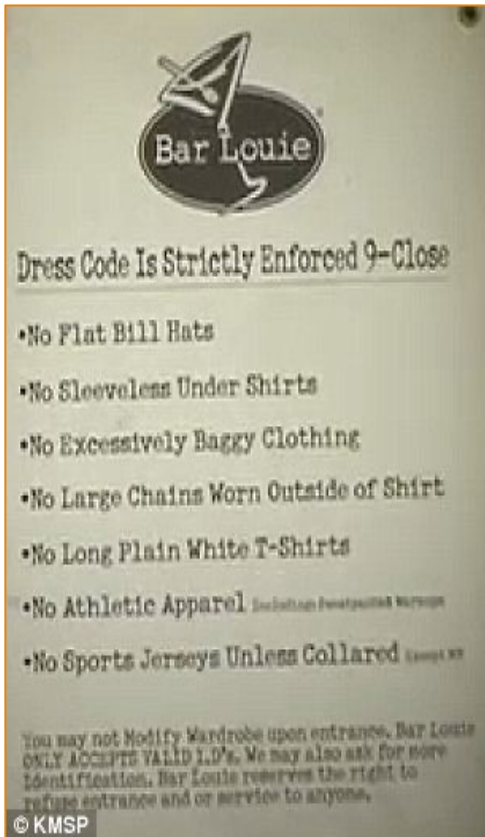 Bar Louie
Dress Code Is Strictly Enforced 9-Close
•No Flat Bill Hats
•No Sleeveless Under Shirts
•No Excessively Baggy Clothing
•No Large Chains Worn Outside of Shirt
•No Long Plain White T-Shirts
•No Athletic Apparel Including
•No Sports Jerseys Unless Collared Except
You may not Modify Wardrobe upon entrance. Bar Louie
ONLY ACCEPTS VALID I.D's. We may also ask for more
Identification. Bar Louie reserves the right to
refuse entrance and or service to anyone.
© KMSP